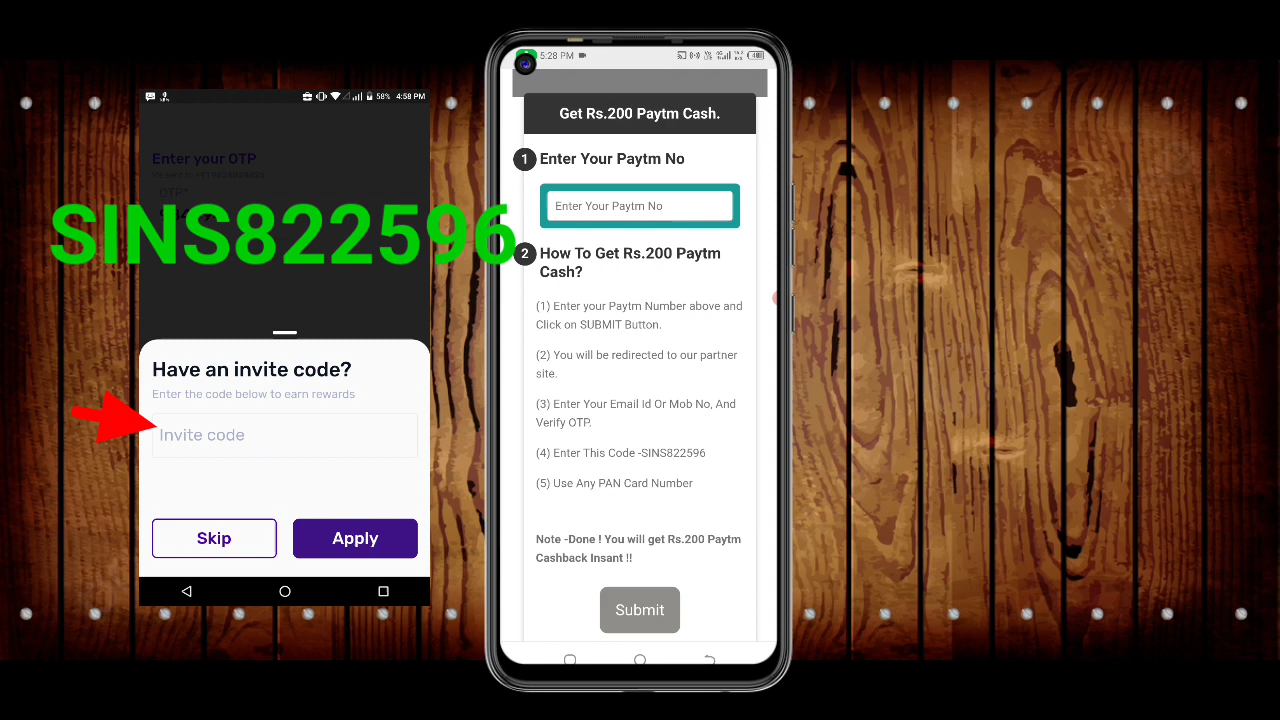 58% 4:58 PM
Enter your OTP
OTP*
SINS822596
Have an invite code?
Enter the code below to earn rewards
Invite code
Skip
Apply
5:28 PM
Get Rs.200 Paytm Cash.
1 Enter Your Paytm No
Enter Your Paytm No
2 How To Get Rs.200 Paytm
Cash?
(1) Enter your Paytm Number above and
Click on SUBMIT Button.
(2) You will be redirected to our partner
site.
(3) Enter Your Email Id Or Mob No, And
Verify OTP.
(4) Enter This Code -SINS822596
(5) Use Any PAN Card Number
Note -Done ! You will get Rs.200 Paytm
Cashback Insant !!
Submit